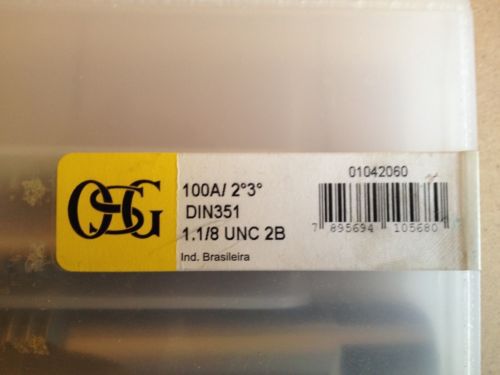 OSG
100A/ 2°3°
DIN351
1.1/8 UNC 2B
Ind. Brasileira
01042060
7 895694 105680